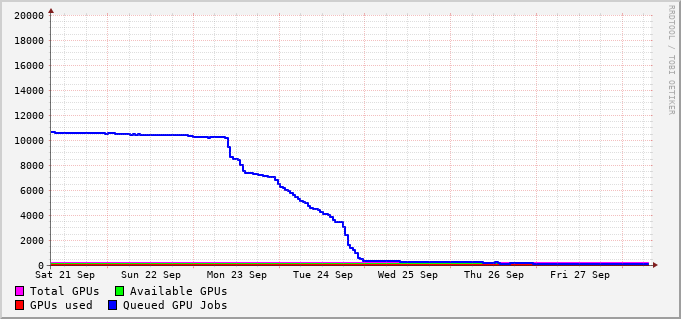 20000
18000
16000
14000
12000
10000
8000
6000
4000
2000
0
Sat 21 Sep Sun 22 Sep Mon 23 Sep Tue 24 Sep Wed 25 Sep Thu 26 Sep Fri 27 Sep
Total GPUs Available GPUs
GPUs used Queued GPU Jobs
RRDTOOL / TOBI OETIKER